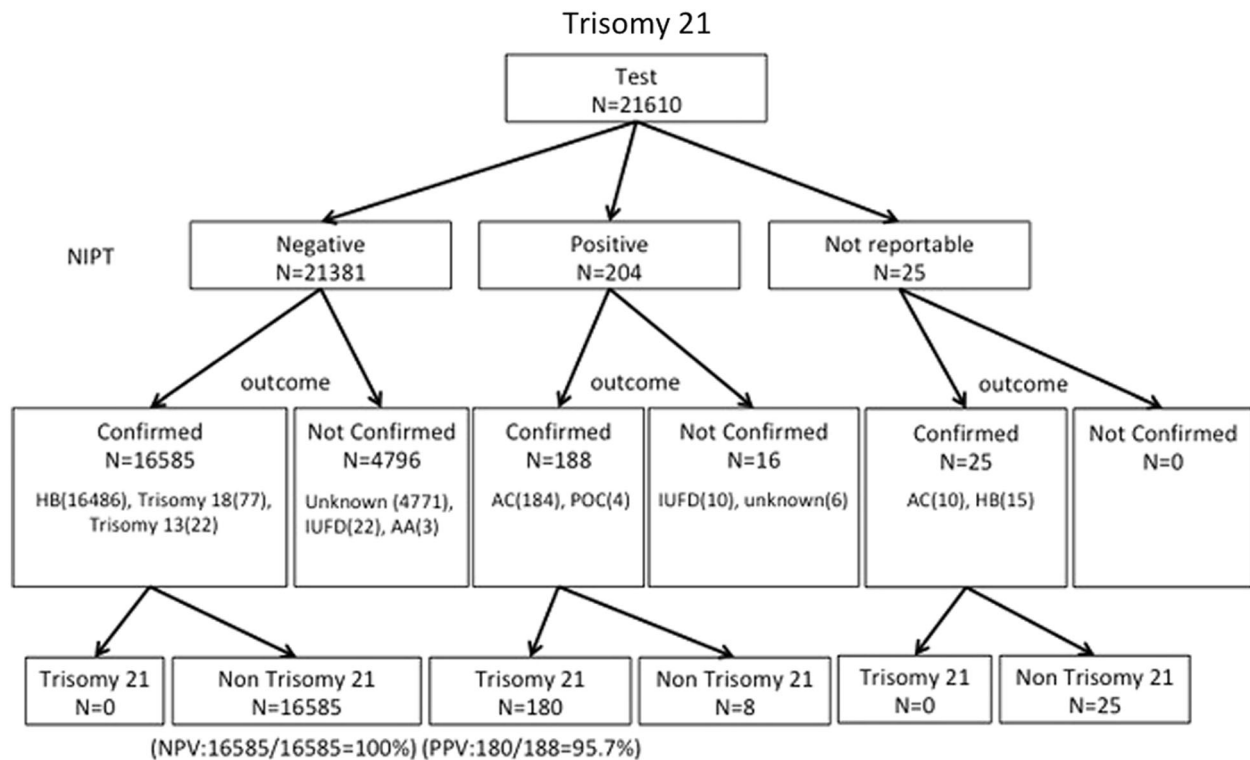 Trisomy 21
Test
N=21610
NIPT
Negative
N=21381
Positive
N=204
Not reportable
N=25
outcome
outcome
outcome
Confirmed
N=16585
HB(16486), Trisomy 18(77),
Trisomy 13(22)
Not Confirmed
N=4796
Unknown (4771),
IUFD(22), AA(3)
Confirmed
N=188
AC(184), POC(4)
Not Confirmed
N=16
IUFD(10), unknown(6)
Confirmed
N=25
AC(10), HB(15)
Not Confirmed
N=0
Trisomy 21
N=0
Non Trisomy 21
N=16585
Trisomy 21
N=180
Non Trisomy 21
N=8
Trisomy 21
N=0
Non Trisomy 21
N=25
(NPV:16585/16585=100%) (PPV:180/188=95.7%)